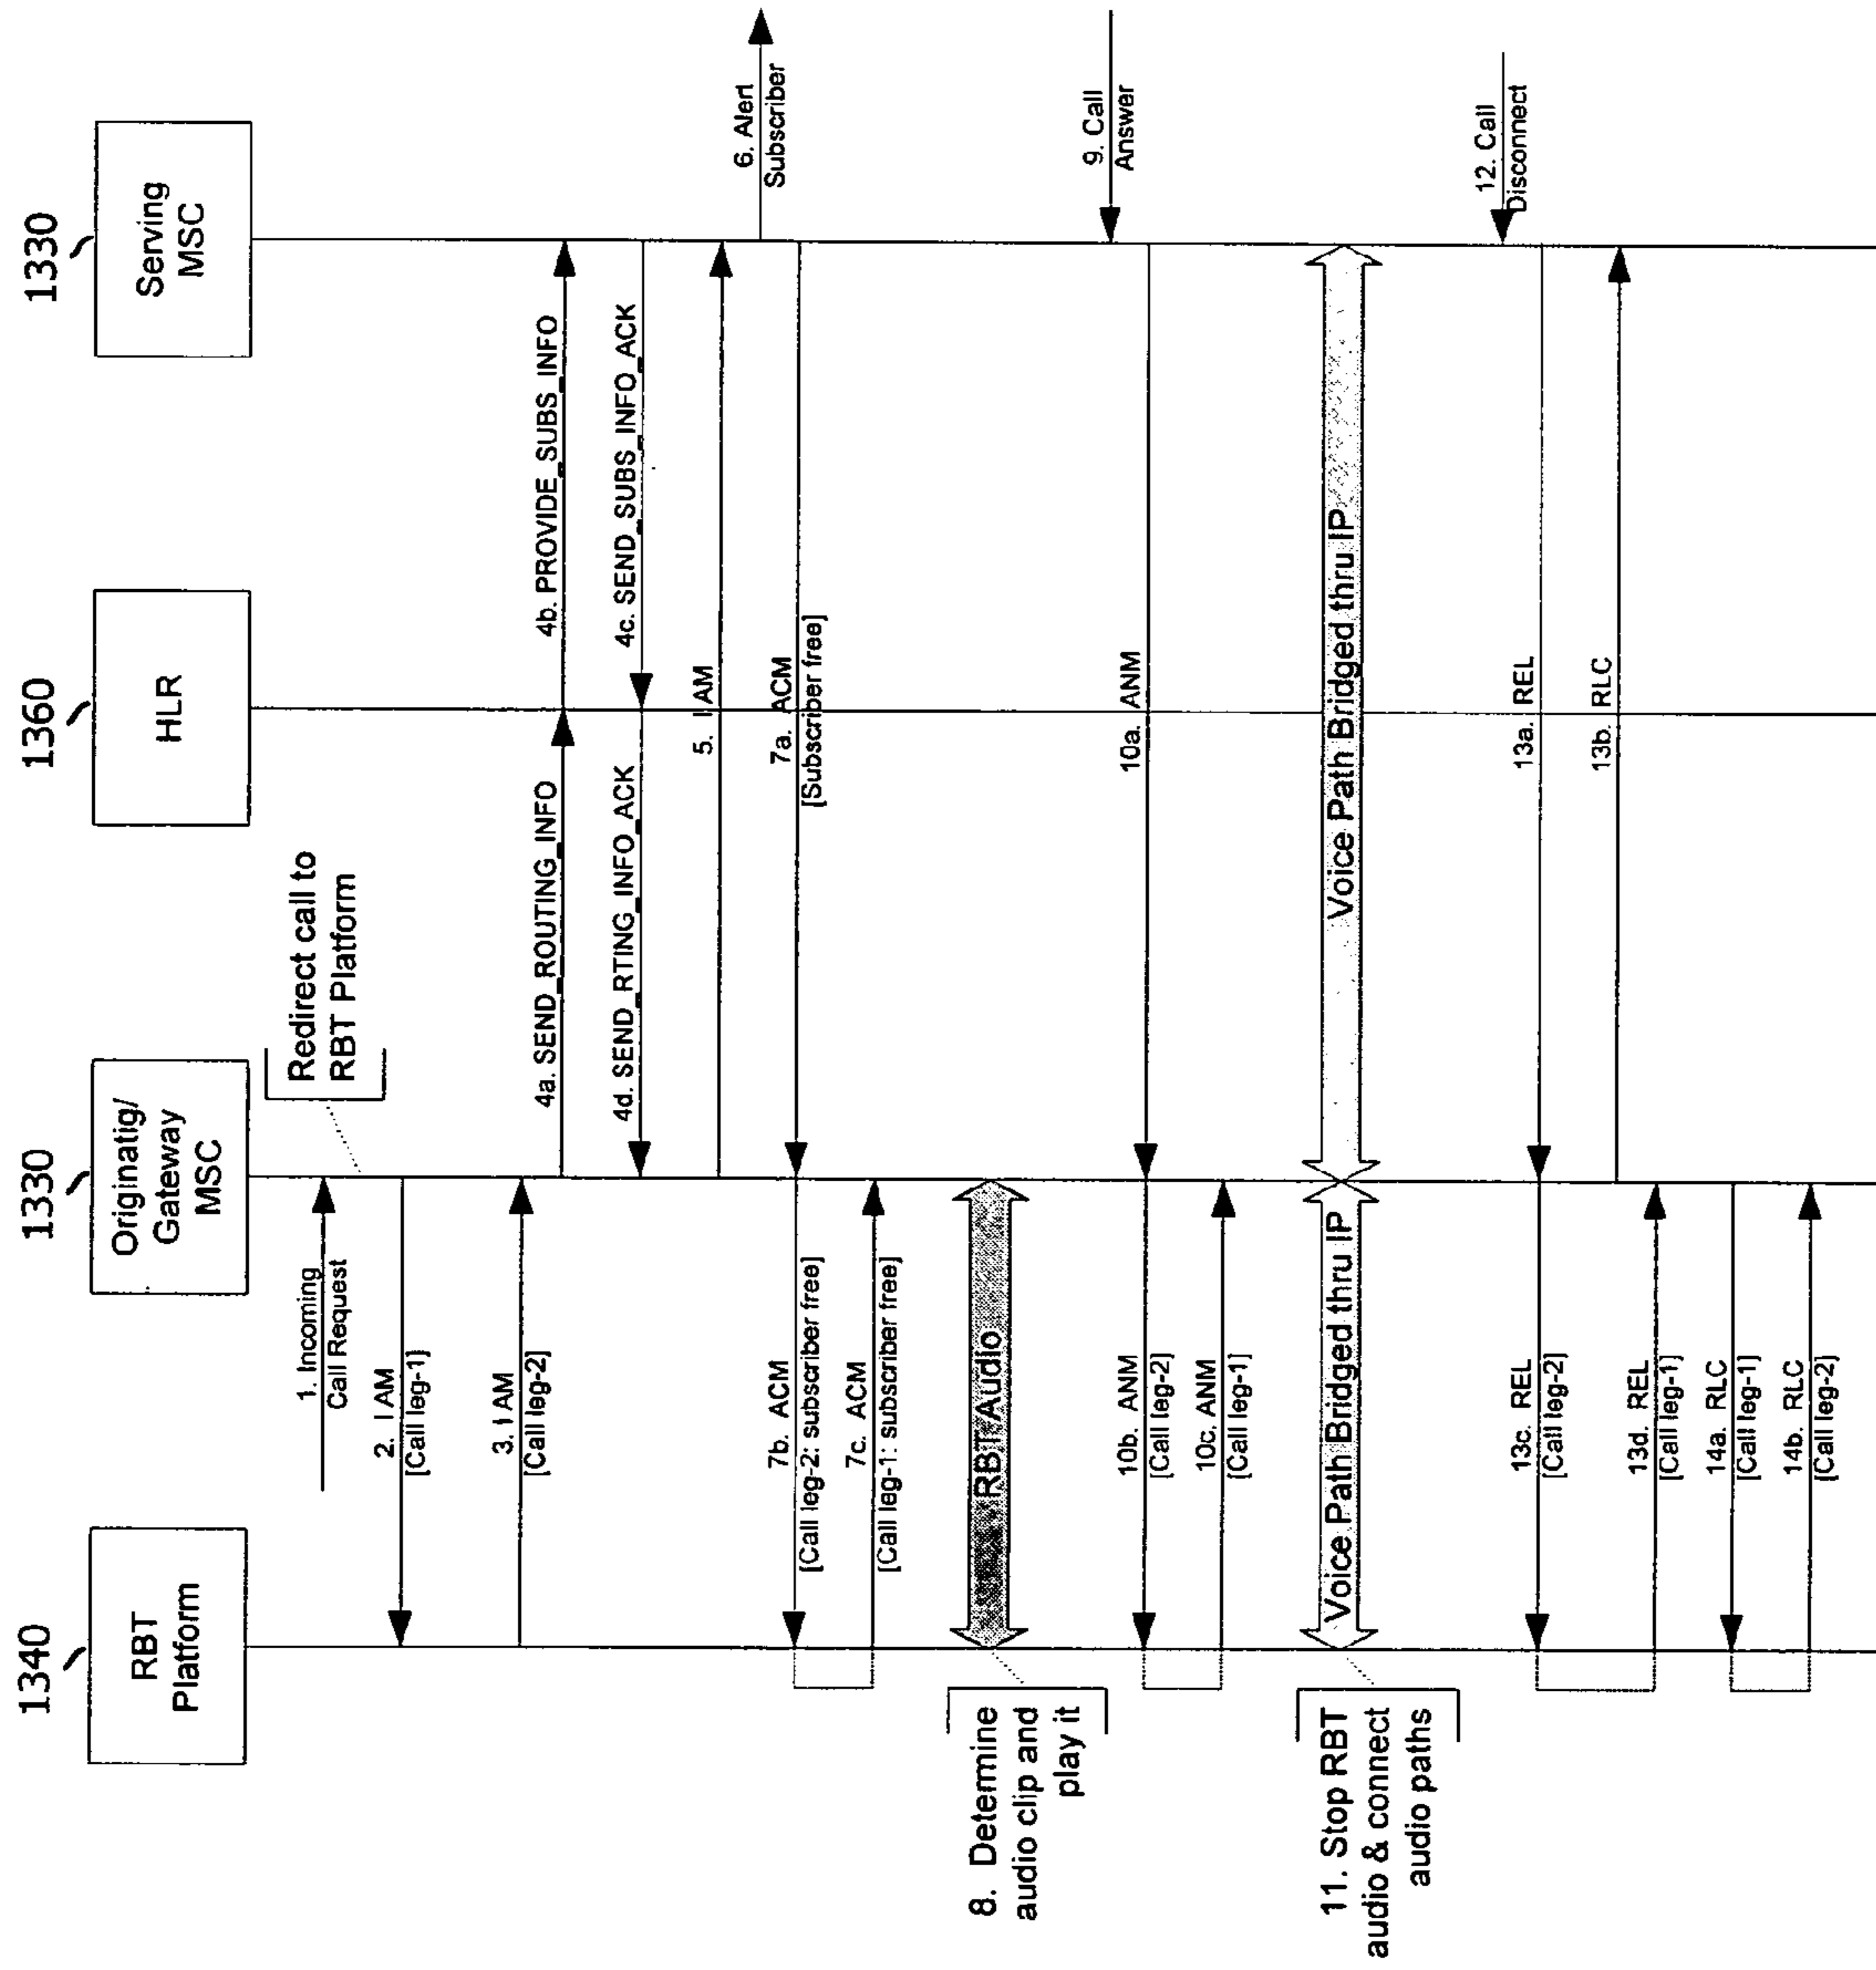 1340
RBT
Platform
1330
Originatig/
Gateway
MSC
1360
HLR
1330
Serving
MSC
1. Incoming
Call Request
Redirect call to
RBT Platform
2. I AM
[Call leg-1]
3. I AM
[Call leg-2]
4a. SEND_ROUTING_INFO
4b. PROVIDE_SUBS_INFO
4d. SEND_RTING_INFO_ACK
4c. SEND_SUBS_INFO_ACK
5. I AM
6. Alert
Subscriber
7a. ACM
[Subscriber free]
7b. ACM
[Call leg-2: subscriber free]
7c. ACM
[Call leg-1: subscriber free]
8. Determine
audio clip and
play it
RBT Audio
9. Call
Answer
10a. ANM
10b. ANM
[Call leg-2]
10c. ANM
[Call leg-1]
11. Stop RBT
audio & connect
audio paths
Voice Path Bridged thru IP
Voice Path Bridged thru IP
12. Call
Disconnect
13a. REL
13c. REL
[Call leg-2]
13b. RLC
13d. REL
[Call leg-1]
14a. RLC
[Call leg-1]
14b. RLC
[Call leg-2]